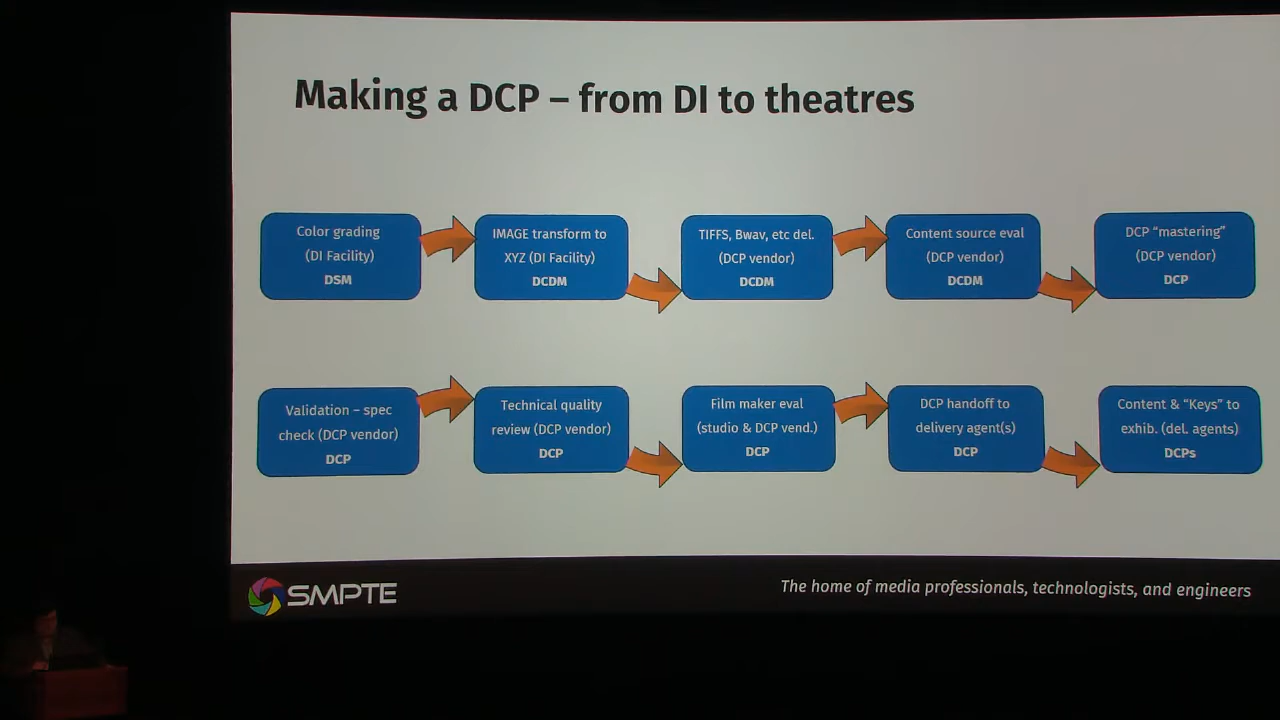 Making a DCP – from DI to theatres
Color grading
(DI Facility)
DSM
IMAGE transform to
XYZ (DI Facility)
DCDM
TIFFS, Bwav, etc del.
(DCP vendor)
DCDM
Content source eval
(DCP vendor)
DCDM
DCP “mastering”
(DCP vendor)
DCP
Validation – spec
check (DCP vendor)
DCP
Technical quality
review (DCP vendor)
DCP
Film maker eval
(studio & DCP vend.)
DCP
DCP handoff to
delivery agent(s)
DCP
Content & “Keys” to
exhib. (del. agents)
DCPs
SMPTE
The home of media professionals, technologists, and engineers